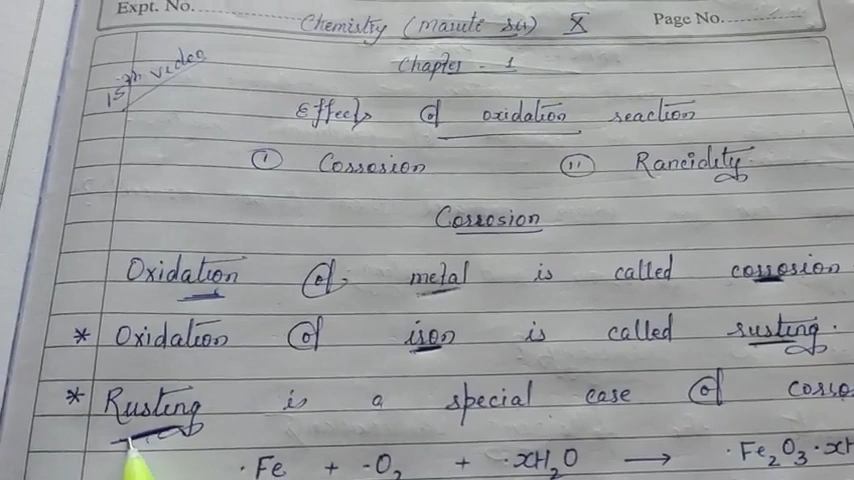 Expt. No.
Page No.
Chemistry (Marute sir) X
15th video
Chapter - 1
Effects of oxidation reaction
(i) Corrosion (ii) Rancidity
Corrosion
Oxidation of metal is called corrosion
* Oxidation of iron is called rusting.
* Rusting is a special case of corro
Fe + O₂ + xH₂O → Fe₂O₃·xH